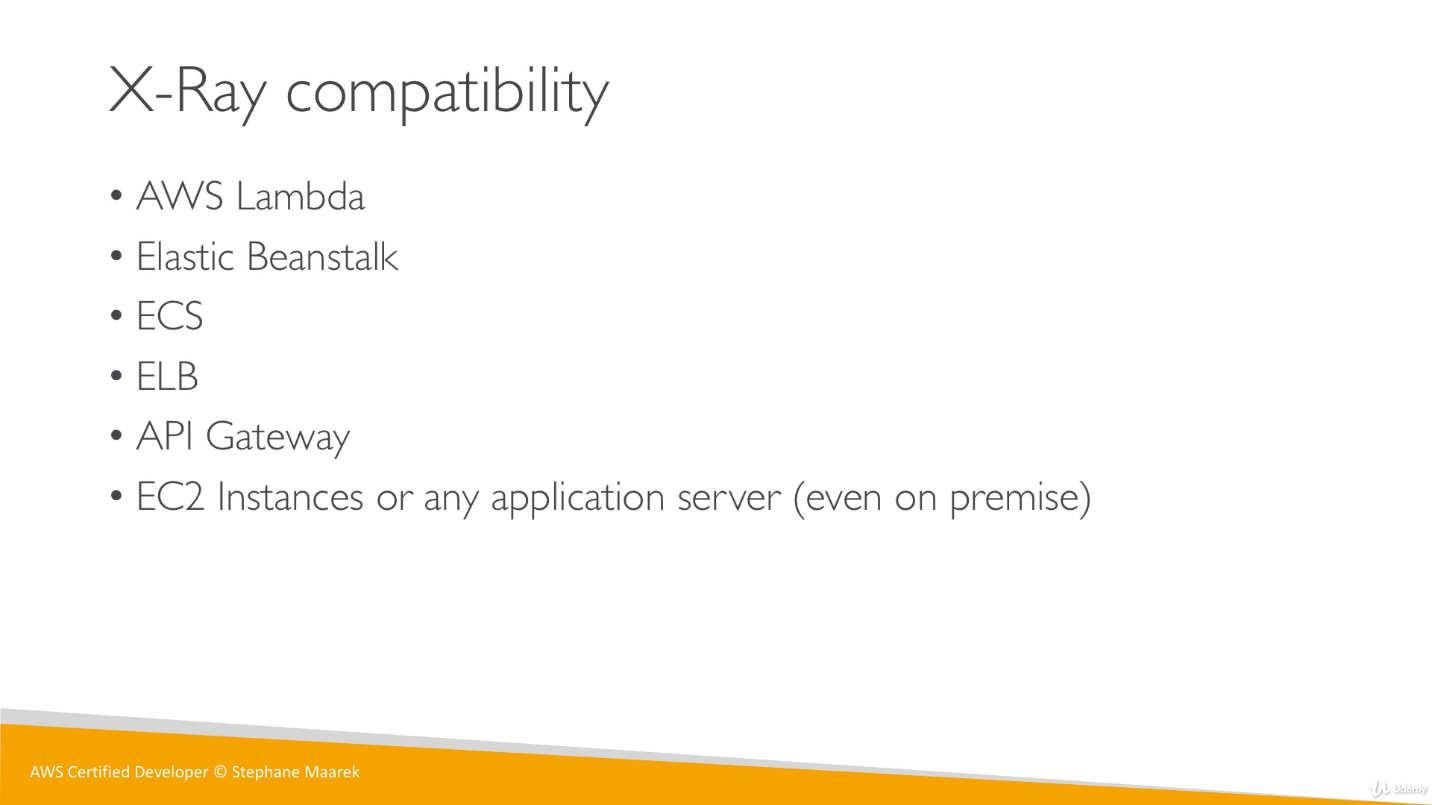 X-Ray compatibility
• AWS Lambda
• Elastic Beanstalk
• ECS
• ELB
• API Gateway
• EC2 Instances or any application server (even on premise)
AWS Certified Developer © Stephane Maarek
Udemy